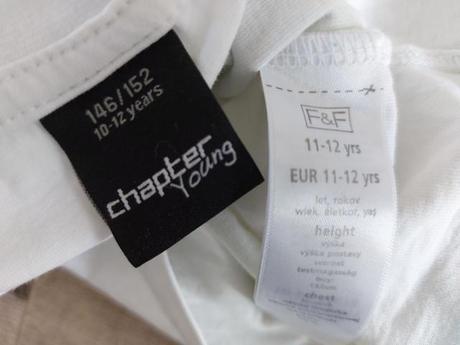 146/152
10-12 years
chapter
Young
F&F
11-12 yrs
EUR 11-12 yrs
let, rokov
wiek, életkor, yaş
height
výška
výška postavy
wzrost
testmagasság
boy
chest